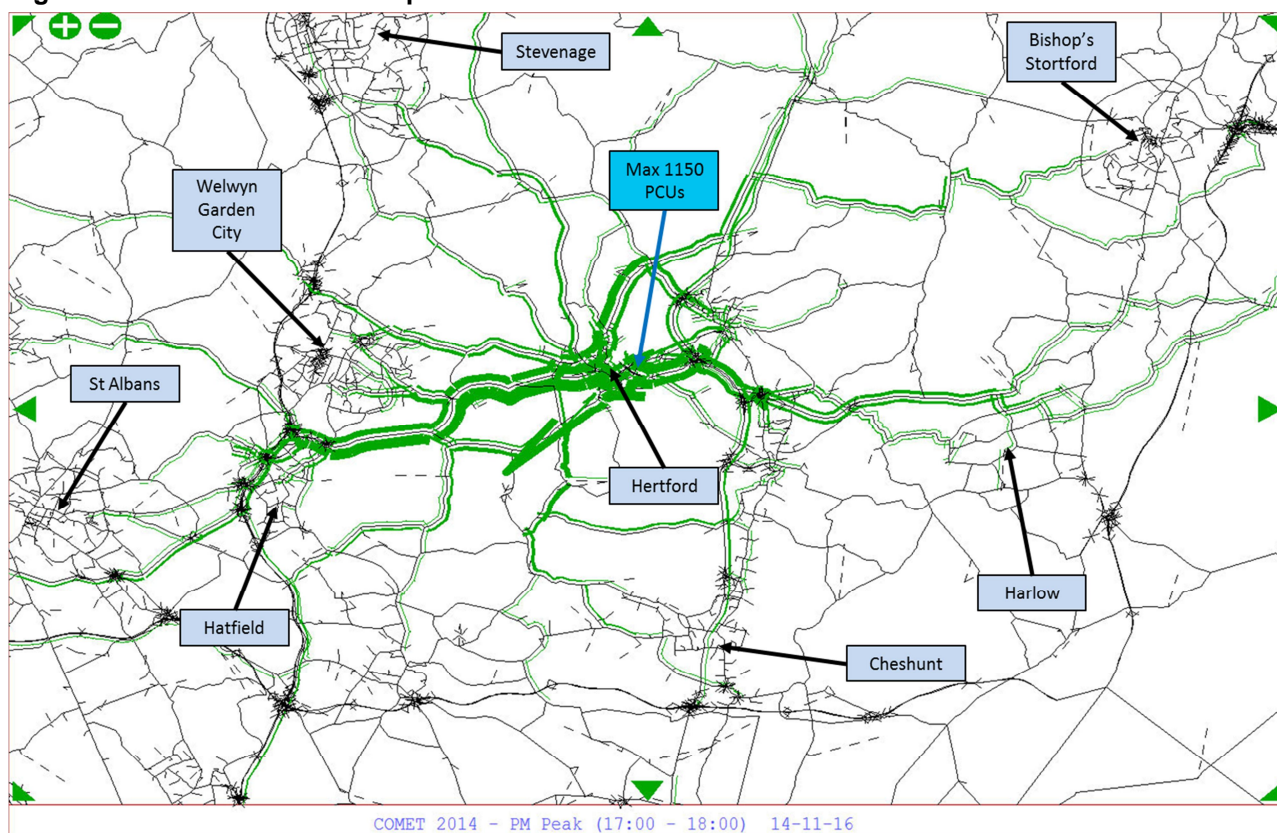 Stevenage
Bishop's
Stortford
Max 1150
PCUs
Welwyn
Garden
City
St Albans
Hertford
Harlow
Hatfield
Cheshunt
COMET 2014 - PM Peak (17:00 - 18:00) 14-11-16